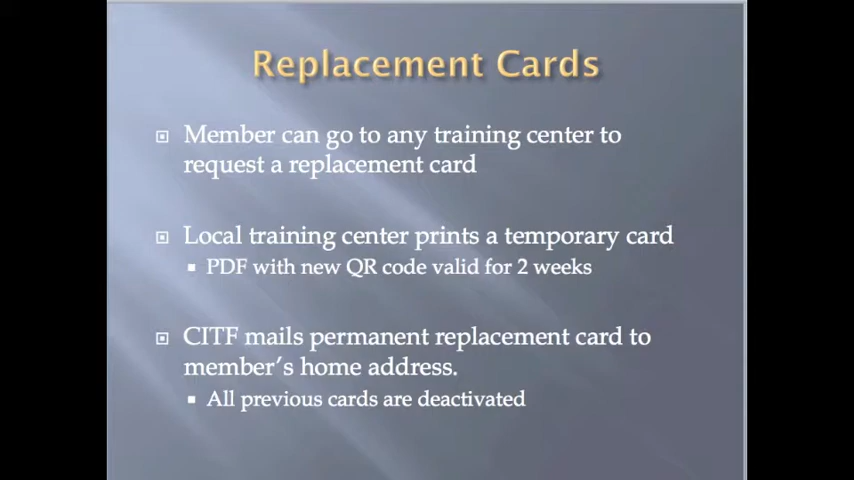 Replacement Cards
Member can go to any training center to
request a replacement card
Local training center prints a temporary card
PDF with new QR code valid for 2 weeks
CITF mails permanent replacement card to
member's home address.
All previous cards are deactivated